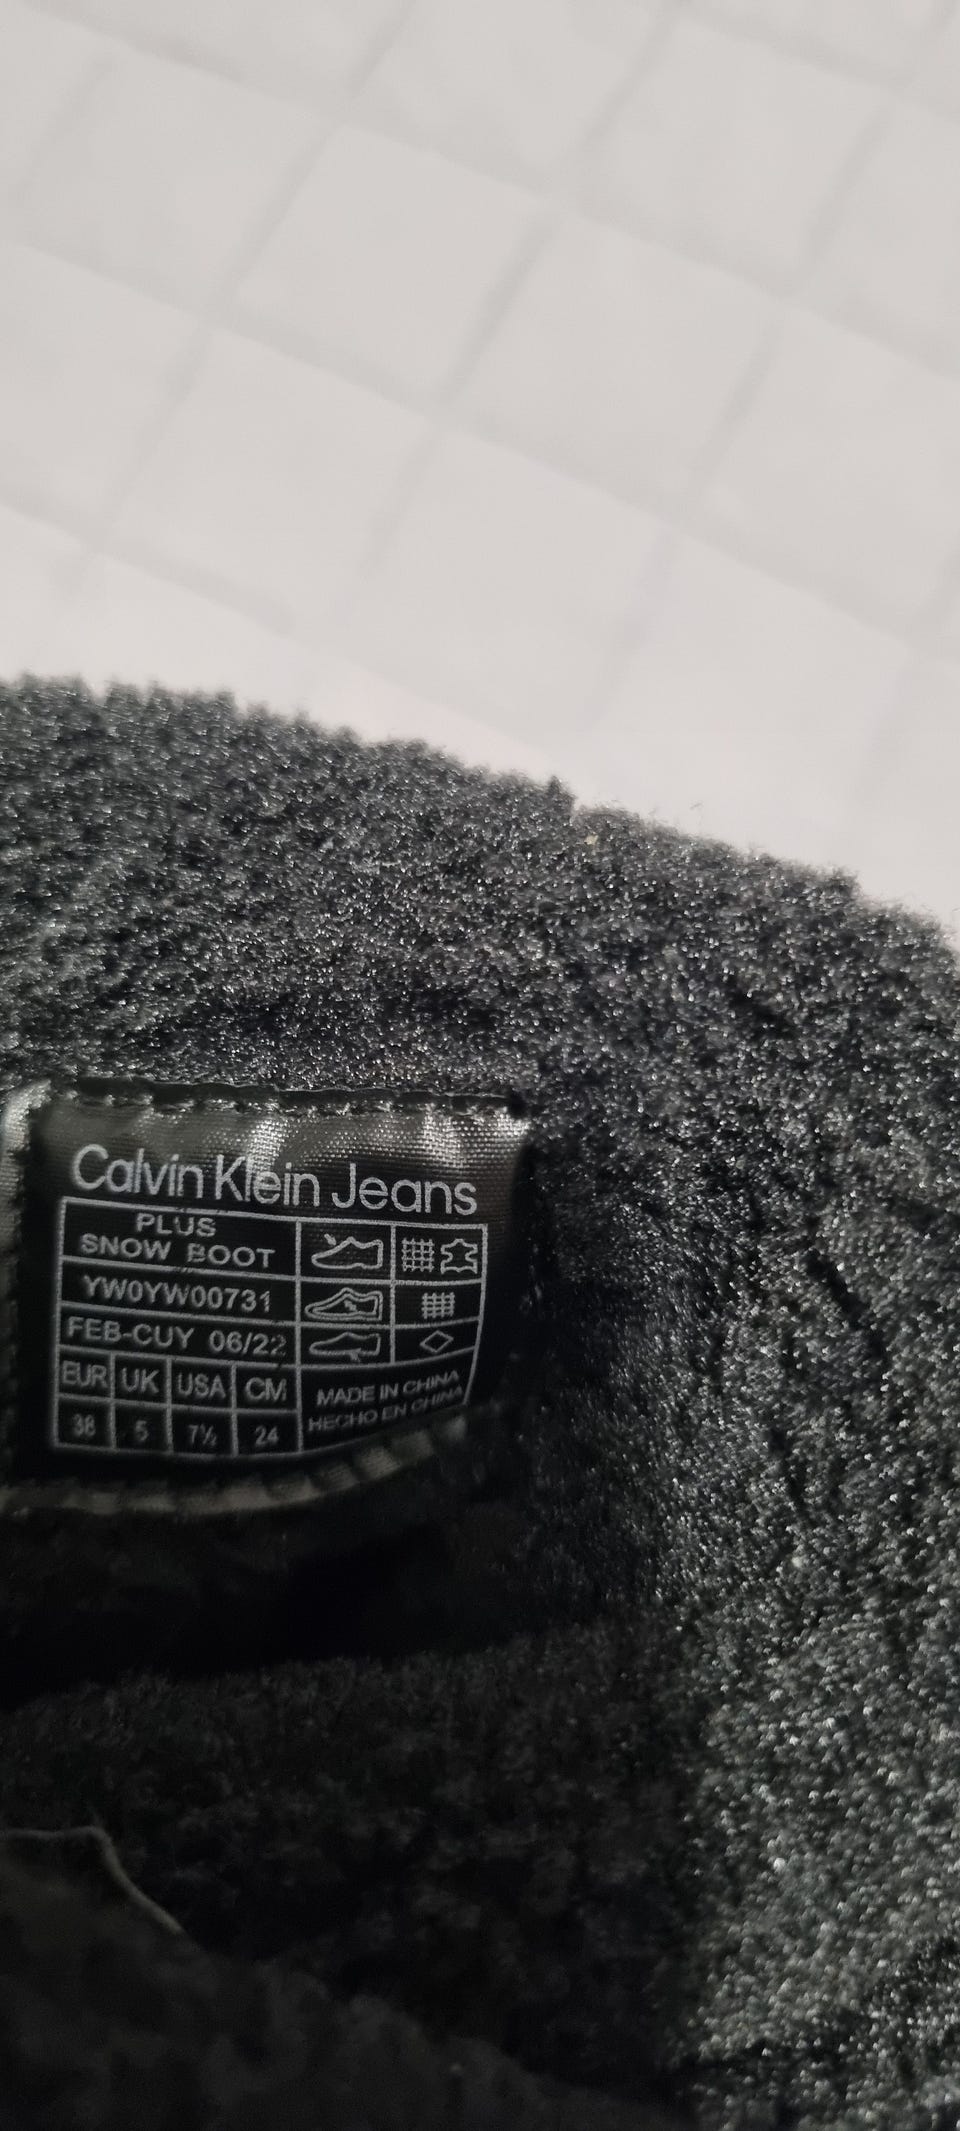 Calvin Klein Jeans
PLUS
SNOW BOOT
YW0YW00731
FEB-CUY 06/22
EUR UK USA CM
38 5 7½ 24
MADE IN CHINA
HECHO EN CHINA